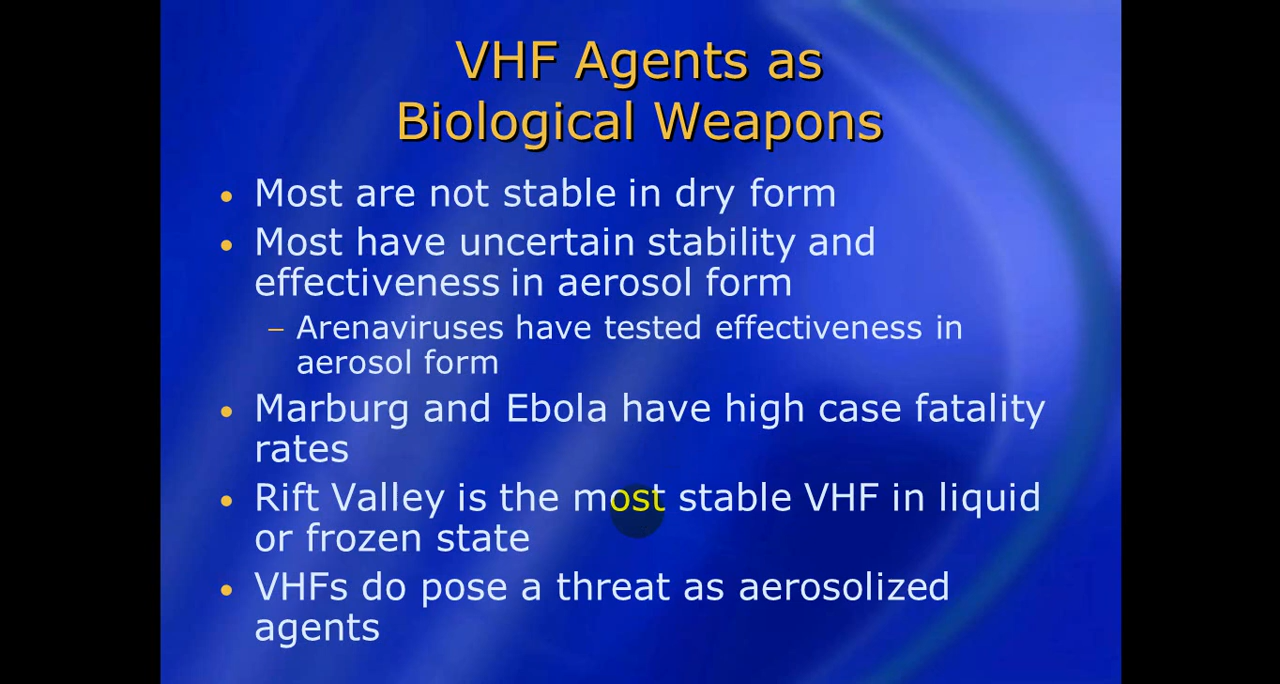 VHF Agents as
Biological Weapons
• Most are not stable in dry form
• Most have uncertain stability and
effectiveness in aerosol form
– Arenaviruses have tested effectiveness in
aerosol form
• Marburg and Ebola have high case fatality
rates
• Rift Valley is the most stable VHF in liquid
or frozen state
• VHFs do pose a threat as aerosolized
agents